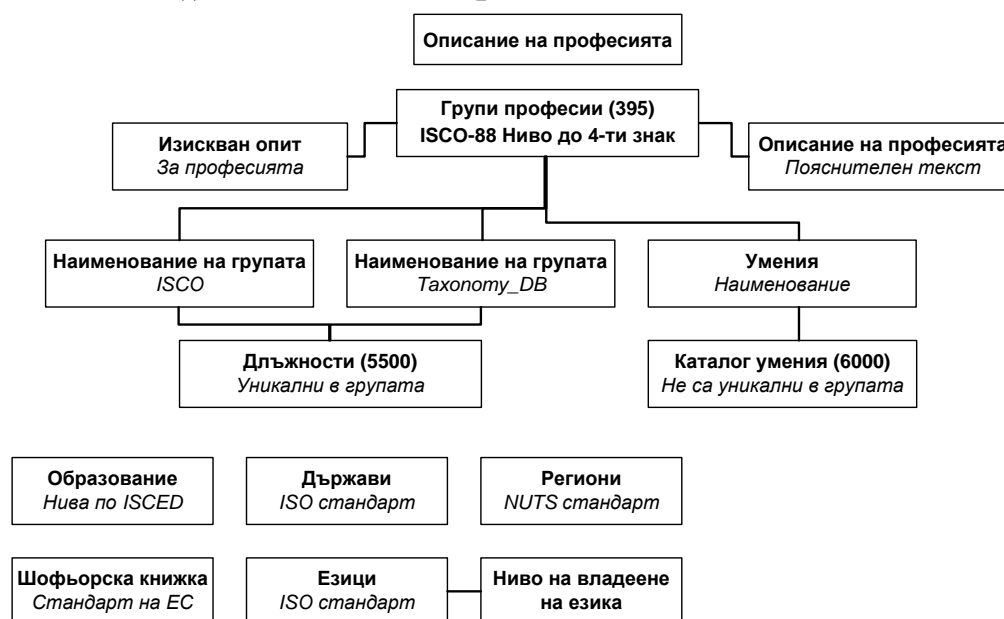 Описание на професията
Групи професии (395)
ISCO-88 Ниво до 4-ти знак
Изискван опит
За професията
Описание на професията
Пояснителен текст
Наименование на групата
ISCO
Наименование на групата
Taxonomy_DB
Умения
Наименование
Длъжности (5500)
Уникални в групата
Каталог умения (6000)
Не са уникални в групата
Образование
Нива по ISCED
Държави
ISO стандарт
Региони
NUTS стандарт
Шофьорска книжка
Стандарт на ЕС
Езици
ISO стандарт
Ниво на владеене
на езика